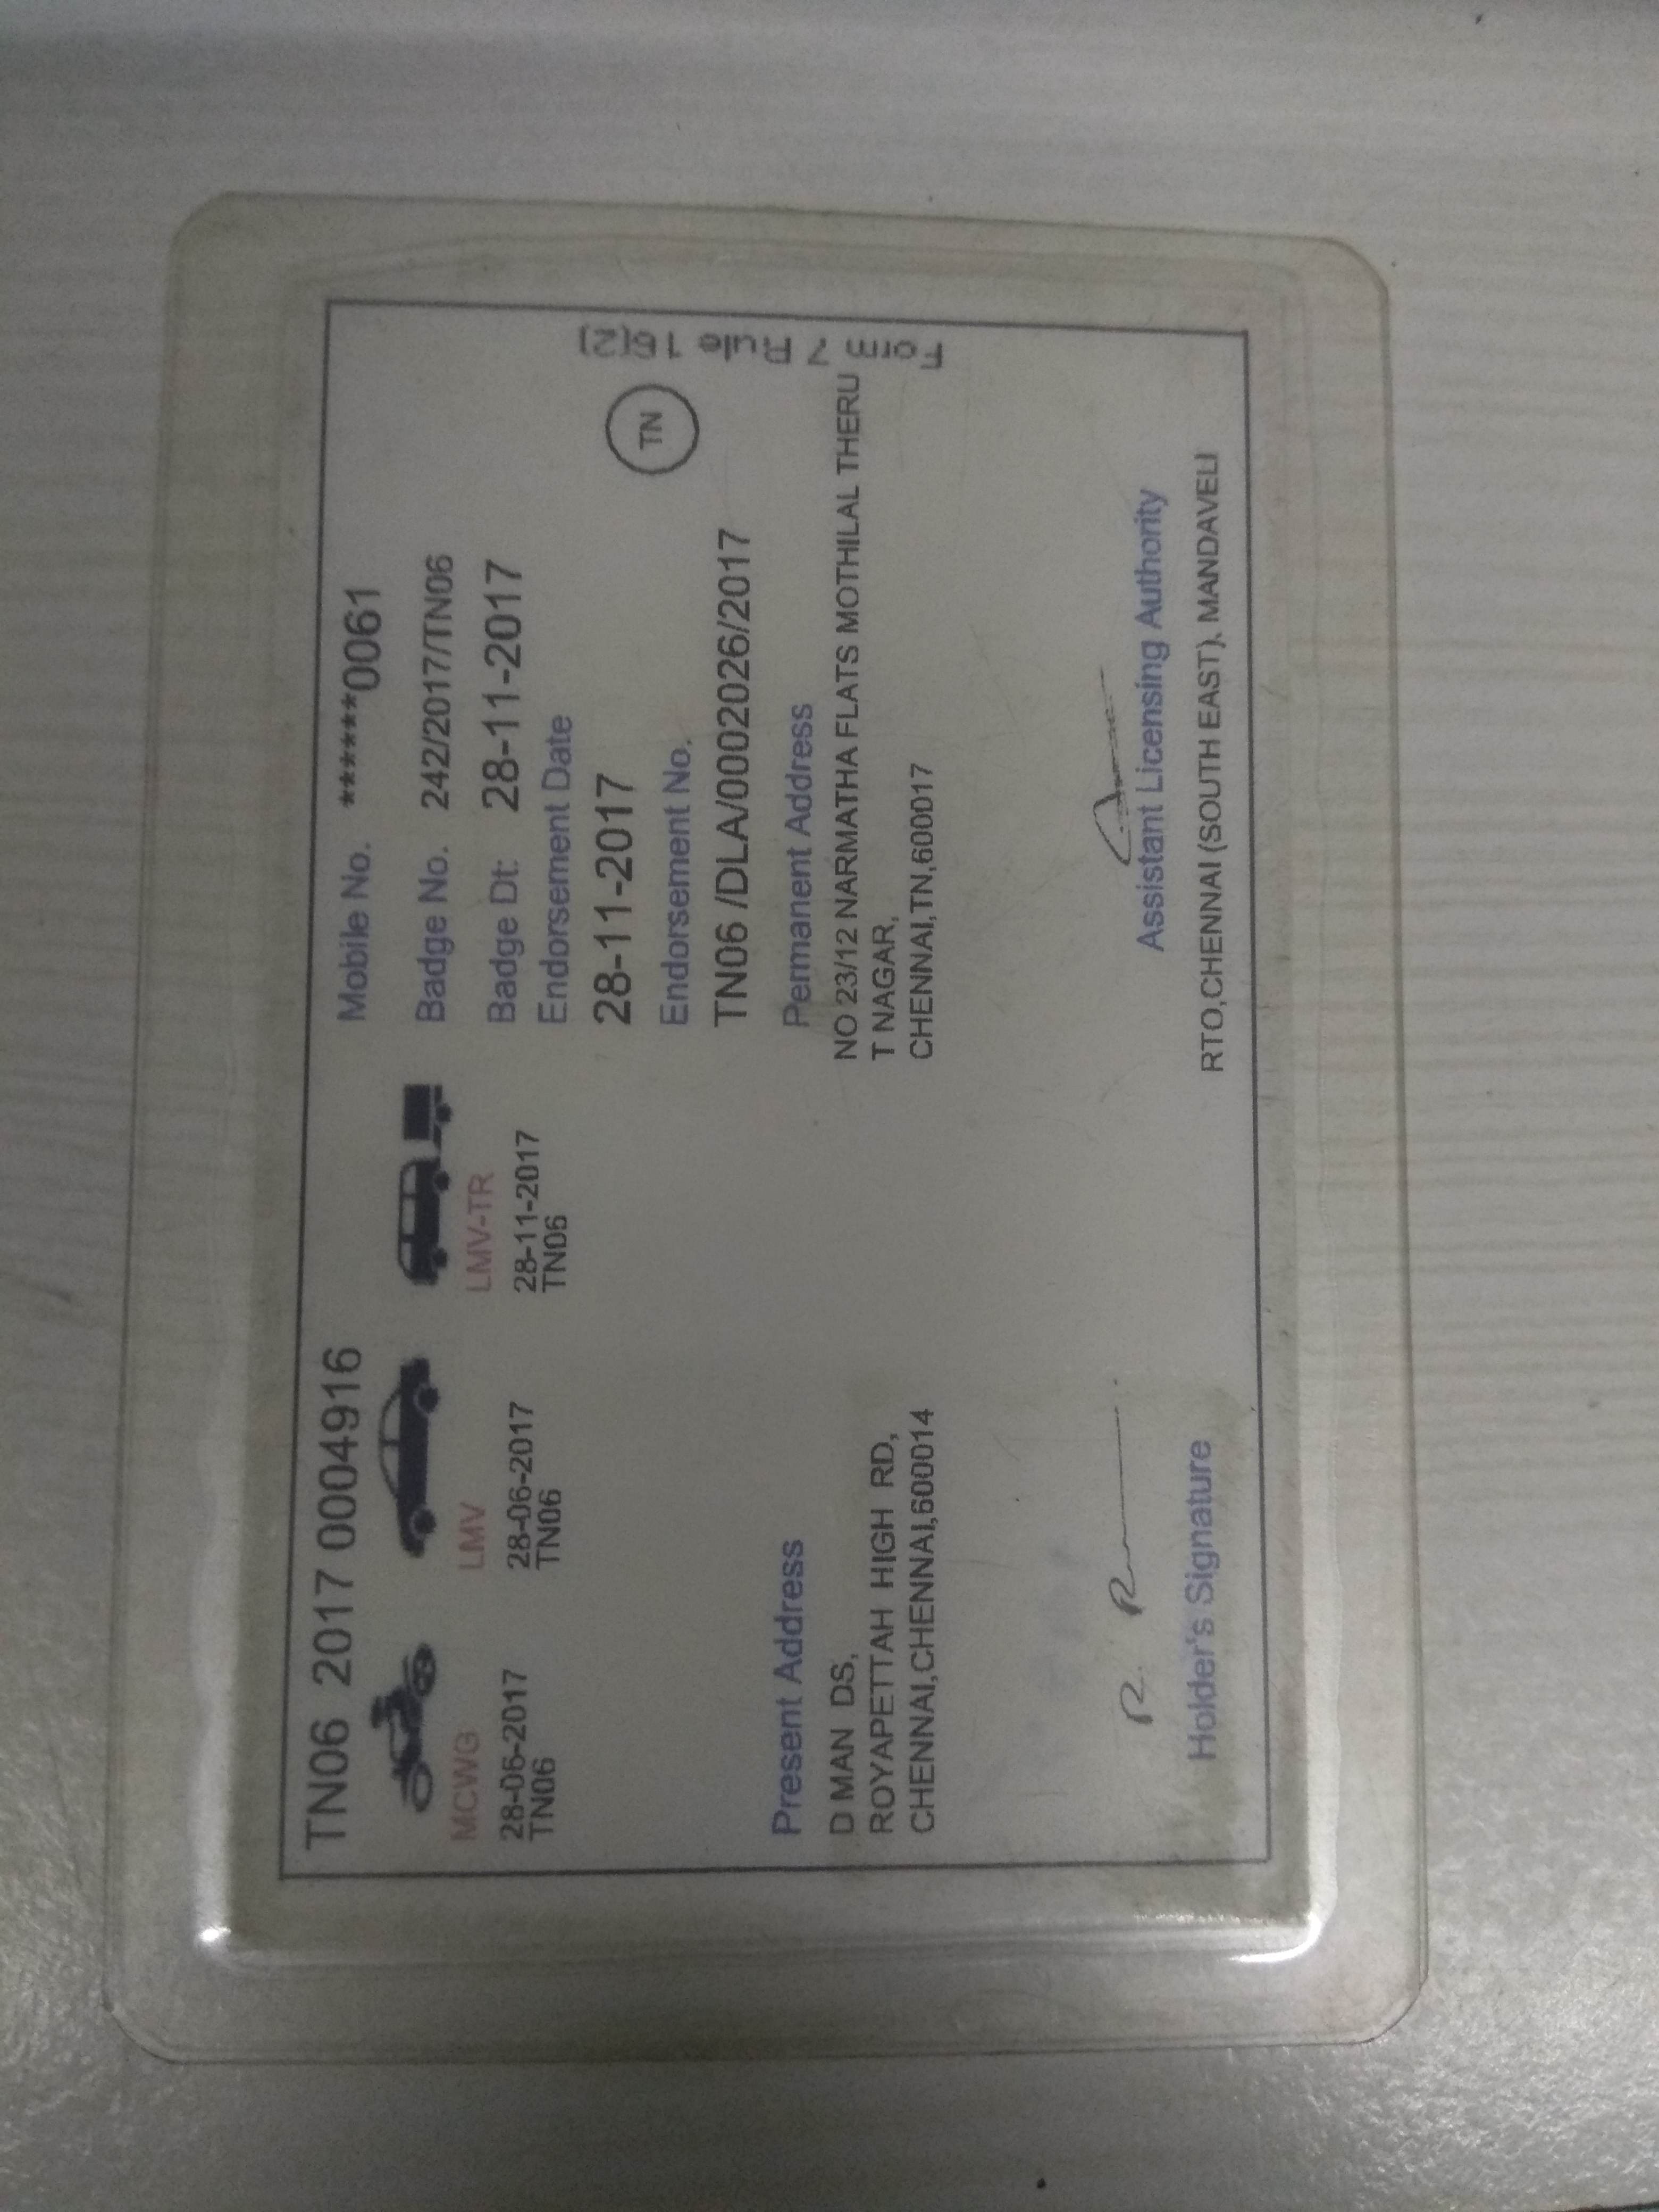 TN06 2017 0004916
MCWG
28-06-2017
TN06
LMV
28-06-2017
TN06
LMV-TR
28-11-2017
TN06
Mobile No. ******0061
Badge No. 242/2017/TN06
Badge Dt: 28-11-2017
Endorsement Date
28-11-2017
TN
Endorsement No.
TN06 /DLA/0002026/2017
Form 7 Rule 16(2)
Present Address
D MAN DS,
ROYAPETTAH HIGH RD,
CHENNAI,CHENNAI,600014
Permanent Address
NO 23/12 NARMATHA FLATS MOTHILAL THERU
T NAGAR,
CHENNAI,TN,600017
Holder's Signature
Assistant Licensing Authority
RTO,CHENNAI (SOUTH EAST), MANDAVELI